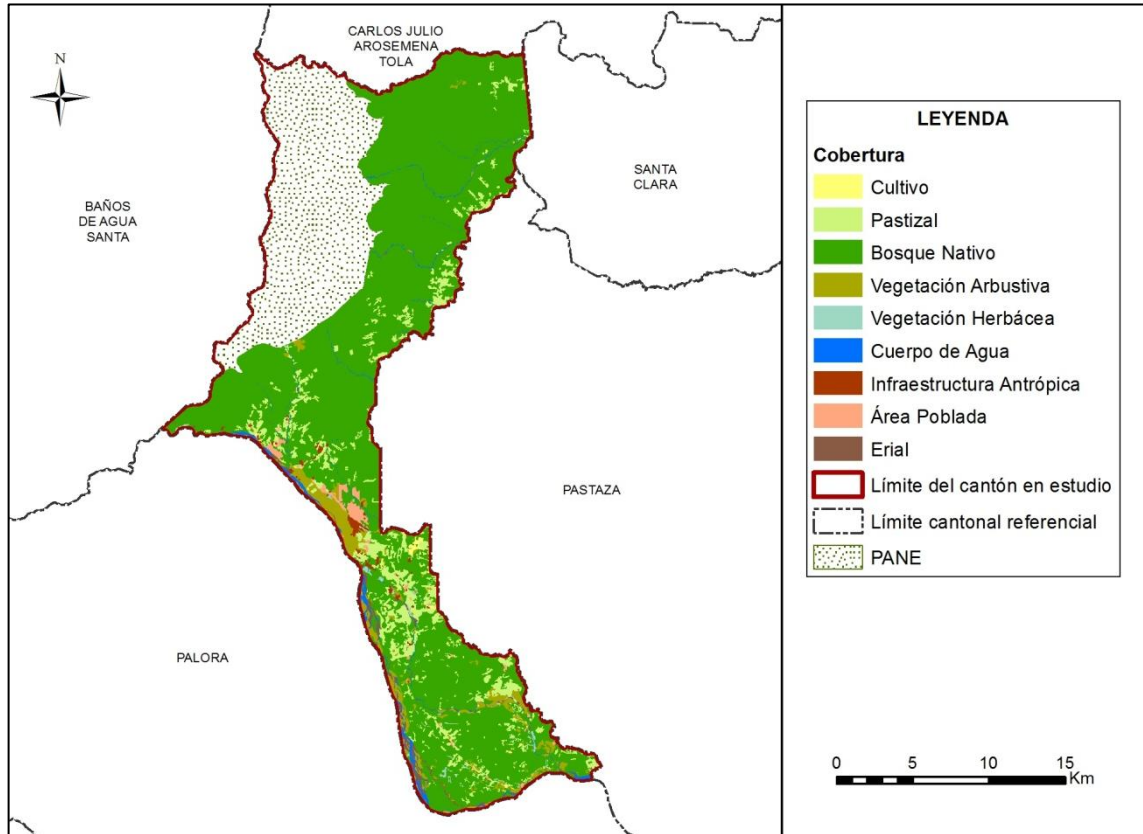 N
CARLOS JULIO
AROSEMENA
TOLA
SANTA
CLARA
BAÑOS
DE AGUA
SANTA
PASTAZA
PALORA
LEYENDA
Cobertura
Cultivo
Pastizal
Bosque Nativo
Vegetación Arbustiva
Vegetación Herbácea
Cuerpo de Agua
Infraestructura Antrópica
Área Poblada
Erial
Límite del cantón en estudio
Límite cantonal referencial
PANE
0 5 10 15
Km